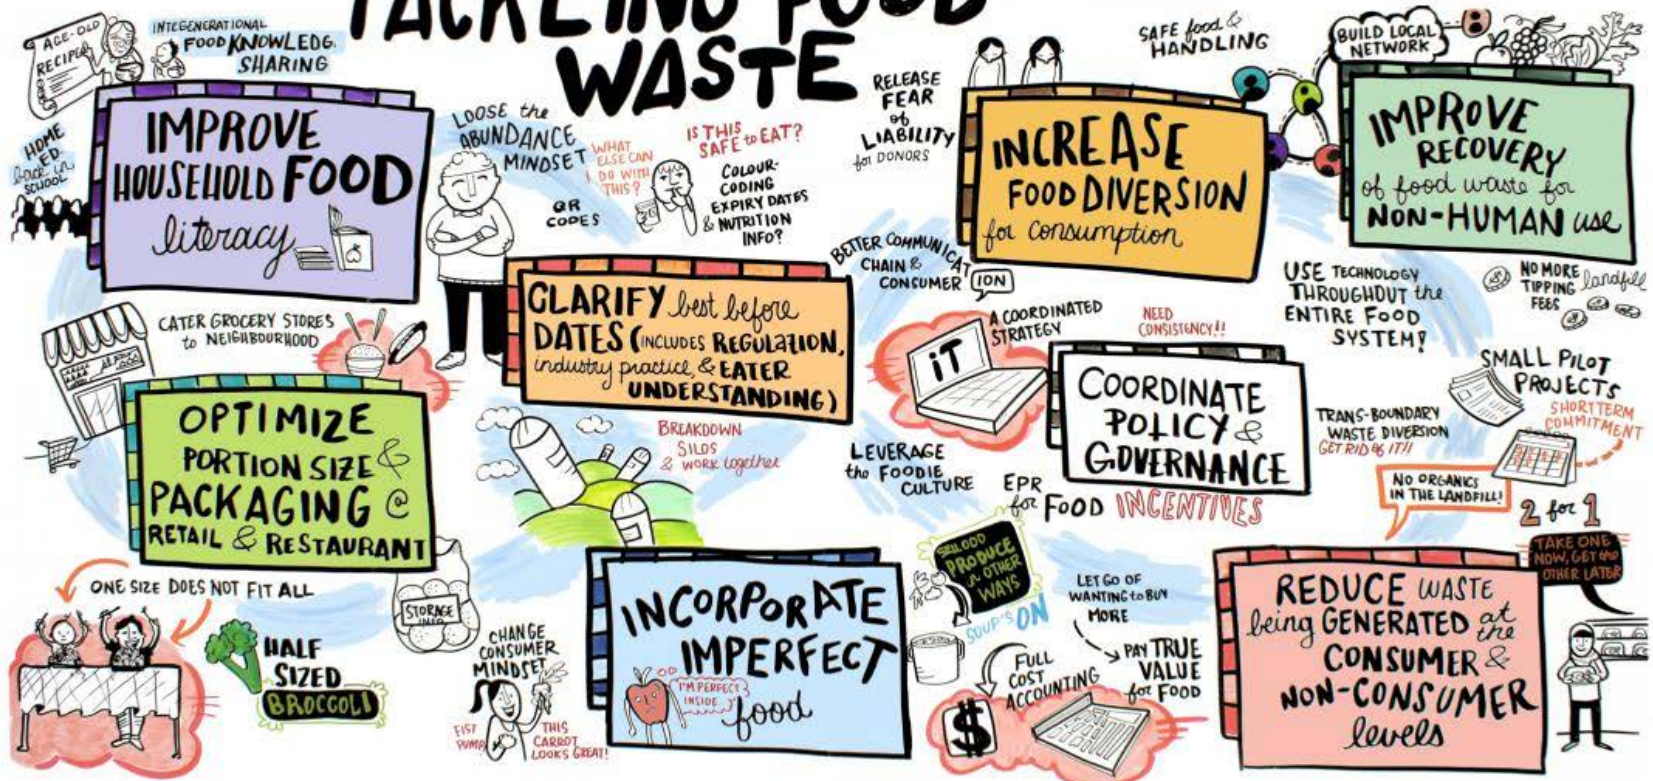 TACKLING FOOD
WASTE
AGE-OLD
RECIPE
INTEGENERATIONAL
FOOD KNOWLEDG.
SHARING
HOME
ED
back in
SCHOOL
IMPROVE
HOUSEHOLD FOOD
literacy
LOOSE the
ABUNDANCE
MINDSET
WHAT
ELSE CAN
I DO WITH
THIS?
QR
CODES
IS THIS
SAFE to EAT?
COLOUR-
CODING
EXPIRY DATES
& NUTRITION
INFO?
RELEASE
FEAR
of
LIABILITY
for DONORS
SAFE food &
HANDLING
INCREASE
FOOD DIVERSION
for consumption
BUILD LOCAL
NETWORK
IMPROVE
RECOVERY
of food waste for
NON-HUMAN use
CATER GROCERY STORES
to NEIGHBOURHOOD
CLARIFY best before
DATES (INCLUDES REGULATION,
industry practice, & EATER
UNDERSTANDING)
BETTER COMMUNICAT
ION
CHAIN &
CONSUMER
A COORDINATED
STRATEGY
iT
NEED
CONSISTENCY!!
COORDINATE
POLICY &
GOVERNANCE
USE TECHNOLOGY
THROUGHOUT the
ENTIRE FOOD
SYSTEM!
NO MORE landfill
TIPPING
FEES
SMALL PILOT
PROJECTS
SHORT TERM
COMMITMENT
TRANS-BOUNDARY
WASTE DIVERSION
GET RID of IT!!
NO ORGANICS
IN THE LANDFILL!
OPTIMIZE
PORTION SIZE &
PACKAGING @
RETAIL & RESTAURANT
BREAKDOWN
SILOS
& WORK together
LEVERAGE
the FOODIE
CULTURE
EPR
for FOOD INCENTIVES
2 for 1
TAKE ONE
NOW, GET the
OTHER LATER
ONE SIZE DOES NOT FIT ALL
HALF
SIZED
BROCCOLI
STORAGE
INFO
CHANGE
CONSUMER
MINDSET
FIST
PUMP
THIS
CARROT
LOOKS GREAT!
INCORPORATE
IMPERFECT
food
I'M PERFECT
INSIDE
PRODUCE
in OTHER
WAYS
SOUP'S ON
LET GO OF
WANTING to BUY
MORE
FULL
COST
ACCOUNTING
$
PAY TRUE
VALUE
for FOOD
REDUCE WASTE
being GENERATED at
the
CONSUMER &
NON-CONSUMER
levels